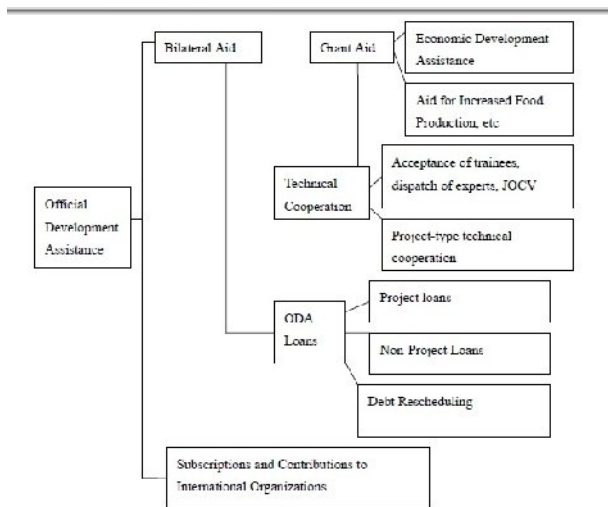 Bilateral Aid
Grant Aid
Economic Development
Assistance
Aid for Increased Food
Production, etc
Technical
Cooperation
Acceptance of trainees,
dispatch of experts, JOCV
Project-type technical
cooperation
Official
Development
Assistance
ODA
Loans
Project loans
Non Project Loans
Debt Rescheduling
Subscriptions and Contributions to
International Organizations